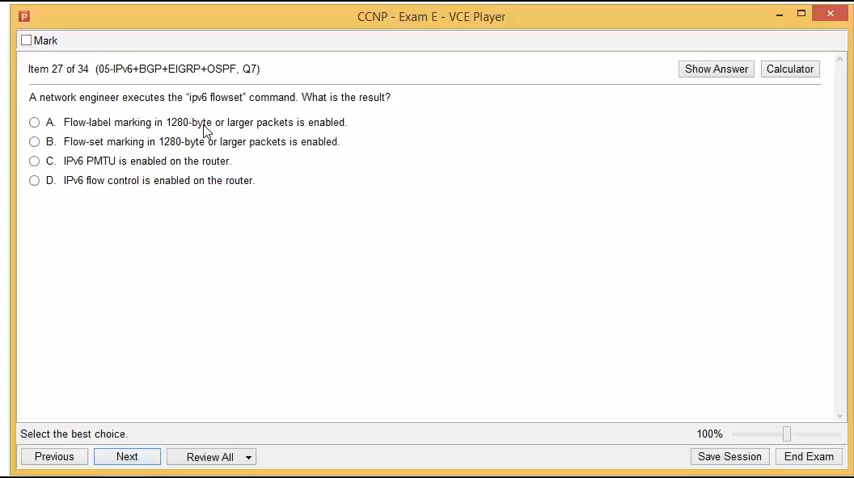 CCNP - Exam E - VCE Player
Mark
Item 27 of 34 (05-IPv6+BGP+EIGRP+OSPF, Q7)
Show Answer
Calculator
A network engineer executes the “ipv6 flowset” command. What is the result?
A. Flow-label marking in 1280-byte or larger packets is enabled.
B. Flow-set marking in 1280-byte or larger packets is enabled.
C. IPv6 PMTU is enabled on the router.
D. IPv6 flow control is enabled on the router.
Select the best choice.
100%
Previous
Next
Review All
Save Session
End Exam